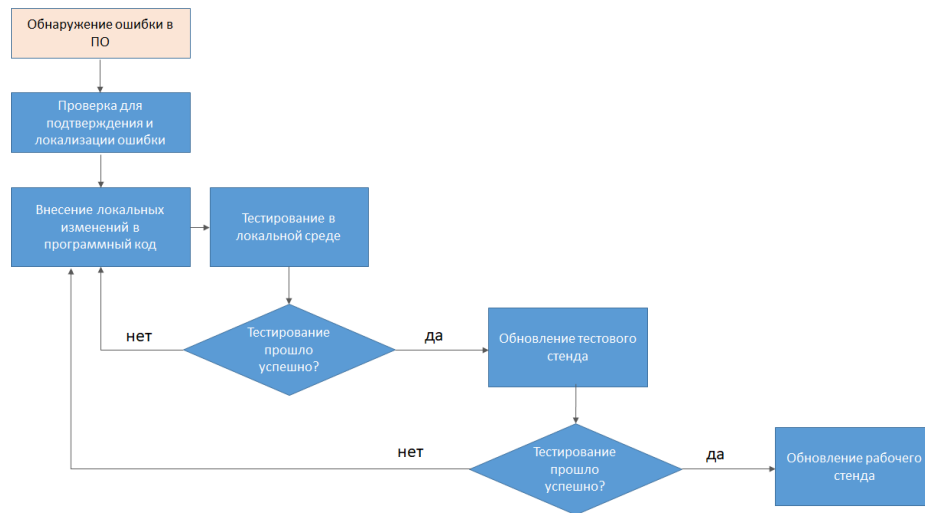 Обнаружение ошибки в
ПО
Проверка для
подтверждения и
локализации ошибки
Внесение локальных
изменений в
программный код
Тестирование в
локальной среде
Тестирование
прошло
успешно?
нет
да
Обновление тестового
стенда
Тестирование
прошло
успешно?
нет
да
Обновление рабочего
стенда